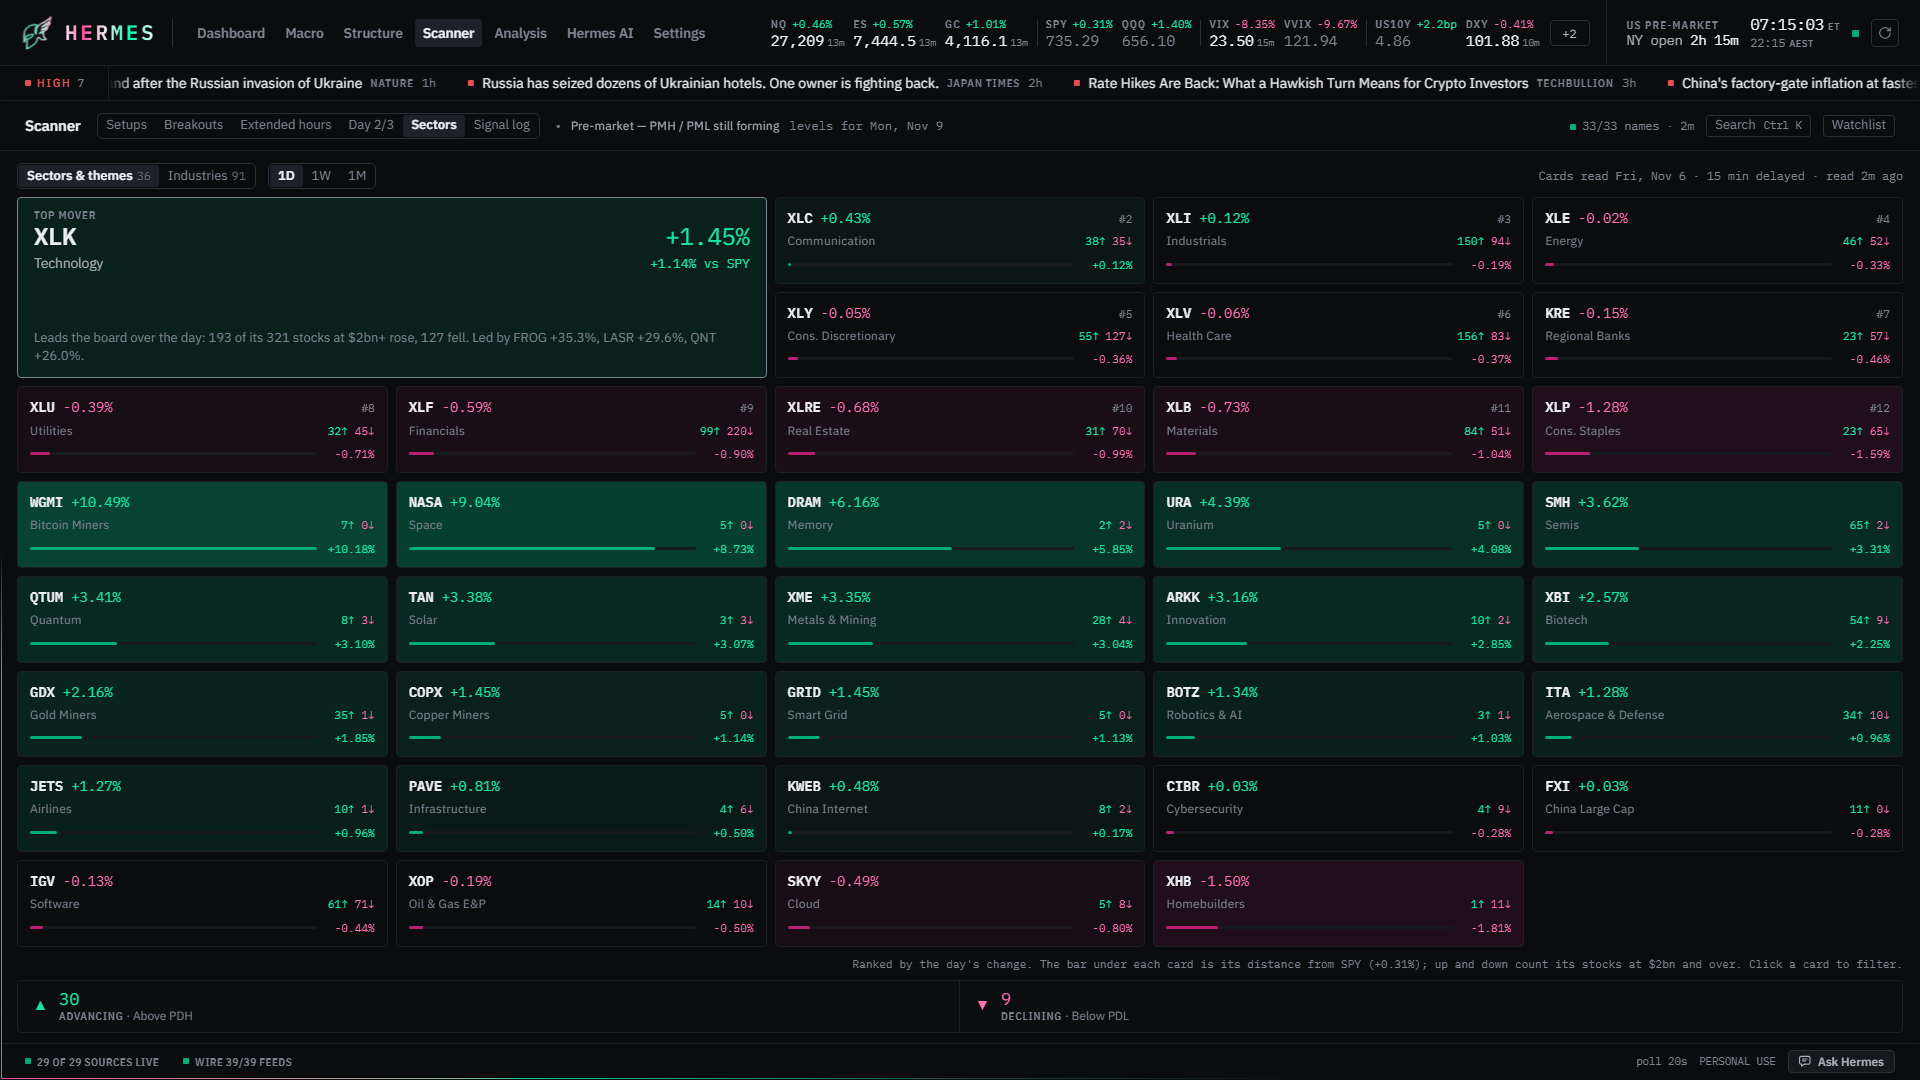 HERMES
Dashboard Macro Structure Scanner Analysis Hermes AI Settings
NQ +0.46% 27,209 13m
ES +0.57% 7,444.5 13m
GC +1.01% 4,116.1 13m
SPY +0.31% 735.29
QQQ +1.40% 656.10
VIX -8.35% 23.50 15m
VVIX -9.67% 121.94
US10Y +2.2bp 4.86
DXY -0.41% 101.88 10m
+2
US PRE-MARKET
NY open 2h 15m
07:15:03 ET
22:15 AEST
HIGH 7
nd after the Russian invasion of Ukraine NATURE 1h
Russia has seized dozens of Ukrainian hotels. One owner is fighting back. JAPAN TIMES 2h
Rate Hikes Are Back: What a Hawkish Turn Means for Crypto Investors TECHBULLION 3h
China's factory-gate inflation at faste
Scanner
Setups Breakouts Extended hours Day 2/3 Sectors Signal log
· Pre-market — PMH / PML still forming levels for Mon, Nov 9
33/33 names · 2m
Search Ctrl K
Watchlist
Sectors & themes 36 Industries 91
1D 1W 1M
Cards read Fri, Nov 6 · 15 min delayed · read 2m ago
TOP MOVER
XLK +1.45%
Technology +1.14% vs SPY
Leads the board over the day: 193 of its 321 stocks at $2bn+ rose, 127 fell. Led by FROG +35.3%, LASR +29.6%, QNT
+26.0%.
XLC +0.43% #2
Communication 38↑ 35↓
+0.12%
XLI +0.12% #3
Industrials 150↑ 94↓
-0.19%
XLE -0.02% #4
Energy 46↑ 52↓
-0.33%
XLY -0.05% #5
Cons. Discretionary 55↑ 127↓
-0.36%
XLV -0.06% #6
Health Care 156↑ 83↓
-0.37%
KRE -0.15% #7
Regional Banks 23↑ 57↓
-0.46%
XLU -0.39% #8
Utilities 32↑ 45↓
-0.71%
XLF -0.59% #9
Financials 99↑ 220↓
-0.90%
XLRE -0.68% #10
Real Estate 31↑ 70↓
-0.99%
XLB -0.73% #11
Materials 84↑ 51↓
-1.04%
XLP -1.28% #12
Cons. Staples 23↑ 65↓
-1.59%
WGMI +10.49%
Bitcoin Miners 7↑ 0↓
+10.18%
NASA +9.04%
Space 5↑ 0↓
+8.73%
DRAM +6.16%
Memory 2↑ 2↓
+5.85%
URA +4.39%
Uranium 5↑ 0↓
+4.08%
SMH +3.62%
Semis 65↑ 2↓
+3.31%
QTUM +3.41%
Quantum 8↑ 3↓
+3.10%
TAN +3.38%
Solar 3↑ 3↓
+3.07%
XME +3.35%
Metals & Mining 28↑ 4↓
+3.04%
ARKK +3.16%
Innovation 10↑ 2↓
+2.85%
XBI +2.57%
Biotech 54↑ 9↓
+2.25%
GDX +2.16%
Gold Miners 35↑ 1↓
+1.85%
COPX +1.45%
Copper Miners 5↑ 0↓
+1.14%
GRID +1.45%
Smart Grid 5↑ 0↓
+1.13%
BOTZ +1.34%
Robotics & AI 3↑ 1↓
+1.03%
ITA +1.28%
Aerospace & Defense 34↑ 10↓
+0.96%
JETS +1.27%
Airlines 10↑ 1↓
+0.96%
PAVE +0.81%
Infrastructure 4↑ 6↓
+0.50%
KWEB +0.48%
China Internet 8↑ 2↓
+0.17%
CIBR +0.03%
Cybersecurity 4↑ 9↓
-0.28%
FXI +0.03%
China Large Cap 11↑ 0↓
-0.28%
IGV -0.13%
Software 61↑ 71↓
-0.44%
XOP -0.19%
Oil & Gas E&P 14↑ 10↓
-0.50%
SKYY -0.49%
Cloud 5↑ 8↓
-0.80%
XHB -1.50%
Homebuilders 1↑ 11↓
-1.81%
Ranked by the day's change. The bar under each card is its distance from SPY (+0.31%); up and down count its stocks at $2bn and over. Click a card to filter.
▲ 30
ADVANCING · Above PDH
▼ 9
DECLINING · Below PDL
29 OF 29 SOURCES LIVE WIRE 39/39 FEEDS
poll 20s PERSONAL USE Ask Hermes